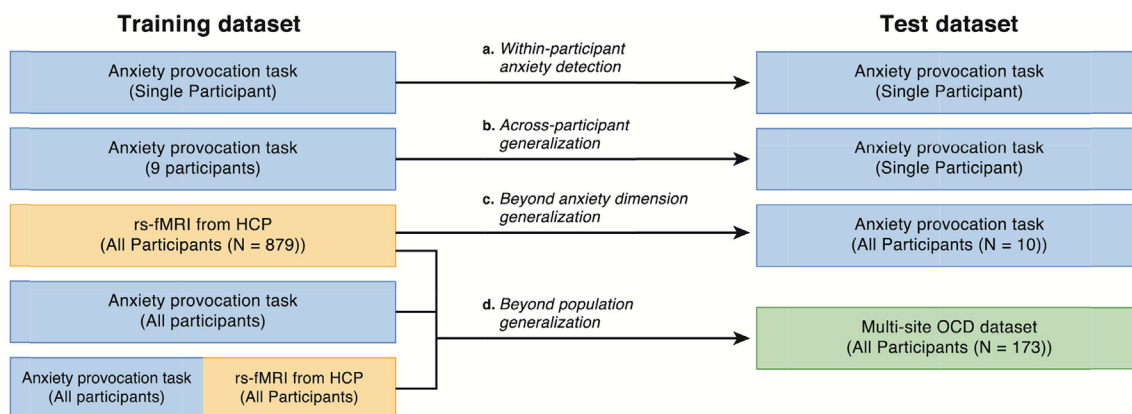 Training dataset
Test dataset
Anxiety provocation task
(Single Participant)
a. Within-participant
anxiety detection
Anxiety provocation task
(Single Participant)
Anxiety provocation task
(9 participants)
b. Across-participant
generalization
Anxiety provocation task
(Single Participant)
rs-fMRI from HCP
(All Participants (N = 879))
c. Beyond anxiety dimension
generalization
Anxiety provocation task
(All Participants (N = 10))
Anxiety provocation task
(All participants)
d. Beyond population
generalization
Multi-site OCD dataset
(All Participants (N = 173))
Anxiety provocation task
(All participants)
rs-fMRI from HCP
(All Participants)